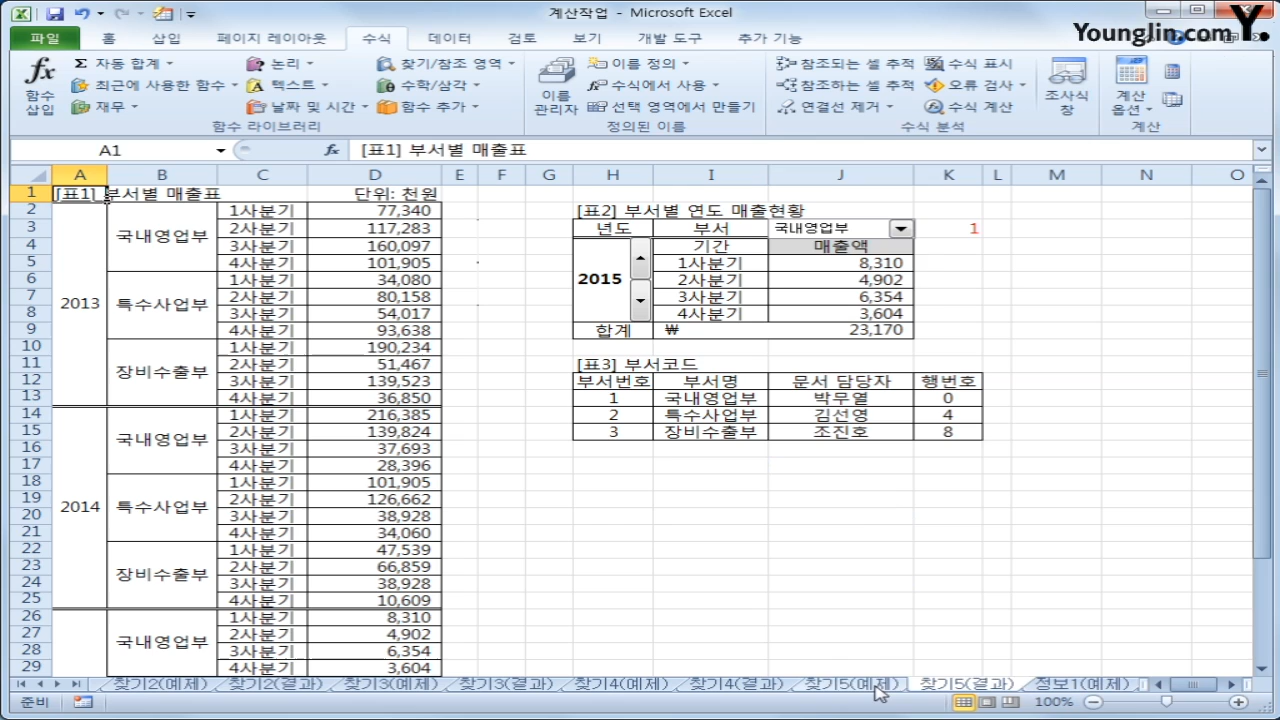 계산작업 - Microsoft Excel
Younglin.com Y.
파일 홈 삽입 페이지 레이아웃 수식 데이터 검토 보기 개발 도구 추가 기능
fx 함수 삽입
Σ 자동 합계
최근에 사용한 함수
재무
논리
텍스트
날짜 및 시간
찾기/참조 영역
수학/삼각
함수 추가
함수 라이브러리
이름 관리자
이름 정의
수식에서 사용
선택 영역에서 만들기
정의된 이름
참조되는 셀 추적
참조하는 셀 추적
연결선 제거
수식 표시
오류 검사
수식 계산
수식 분석
조사식 창
계산 옵션
계산
A1 fx [표1] 부서별 매출표
A B C D E F G H I J K L M N O
1 [표1] 부서별 매출표 단위: 천원
2 1사분기 77,340 [표2] 부서별 연도 매출현황
3 국내영업부 2사분기 117,283 년도 부서 국내영업부 1
4 3사분기 160,097 기간 매출액
5 4사분기 101,905 1사분기 8,310
6 1사분기 34,080 2015 2사분기 4,902
7 2013 특수사업부 2사분기 80,158 3사분기 6,354
8 3사분기 54,017 4사분기 3,604
9 4사분기 93,638 합계 ₩ 23,170
10 1사분기 190,234
11 장비수출부 2사분기 51,467 [표3] 부서코드
12 3사분기 139,523 부서번호 부서명 문서 담당자 행번호
13 4사분기 36,850 1 국내영업부 박무열 0
14 1사분기 216,385 2 특수사업부 김선영 4
15 국내영업부 2사분기 139,824 3 장비수출부 조진호 8
16 3사분기 37,693
17 4사분기 28,396
18 1사분기 101,905
19 2014 특수사업부 2사분기 126,662
20 3사분기 38,928
21 4사분기 34,060
22 1사분기 47,539
23 장비수출부 2사분기 66,859
24 3사분기 38,928
25 4사분기 10,609
26 1사분기 8,310
27 국내영업부 2사분기 4,902
28 3사분기 6,354
29 4사분기 3,604
찾기2(예제) 찾기2(결과) 찾기3(예제) 찾기3(결과) 찾기4(예제) 찾기4(결과) 찾기5(예제) 찾기5(결과) 정보1(예제)
준비 100%